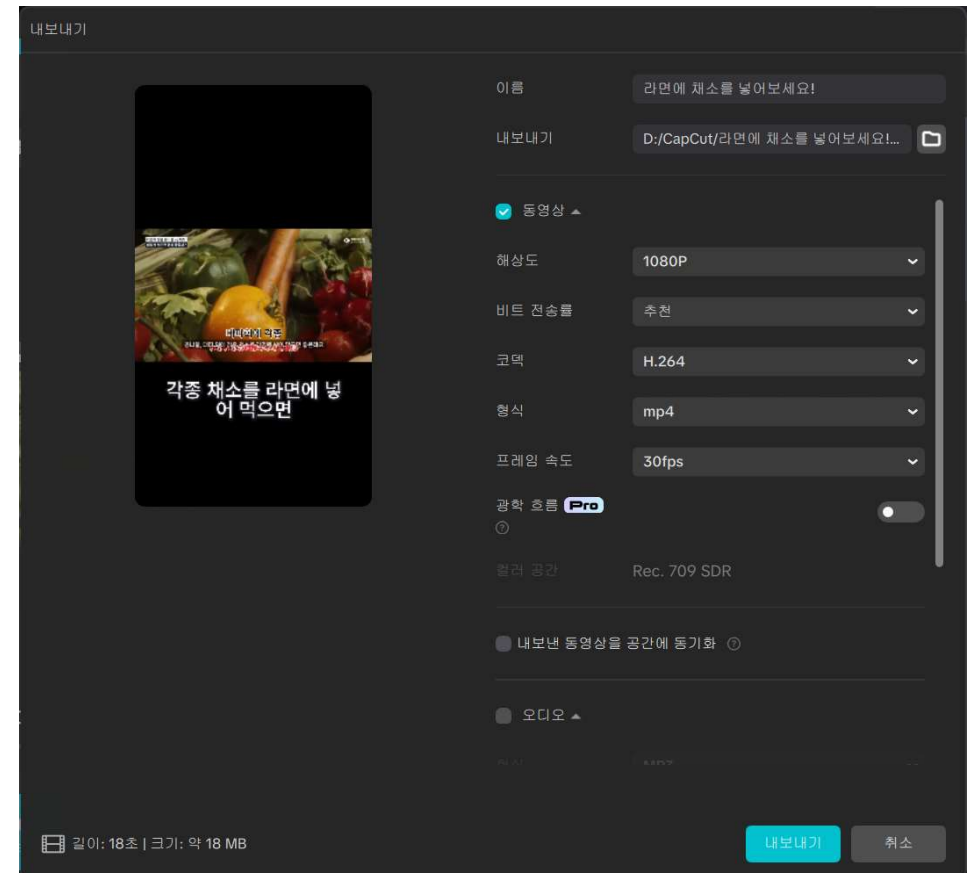 내보내기
이름
라면에 채소를 넣어보세요!
내보내기
D:/CapCut/라면에 채소를 넣어보세요!...
동영상
해상도
1080P
비트 전송률
추천
코덱
H.264
형식
mp4
프레임 속도
30fps
광학 흐름 Pro
컬러 공간
Rec. 709 SDR
내보낸 동영상을 공간에 동기화
오디오
MP3
각종 채소를 라면에 넣
어 먹으면
길이: 18초 | 크기: 약 18 MB
내보내기
취소